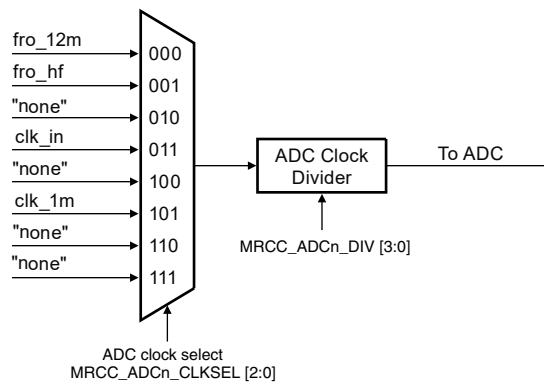 fro_12m
000
fro_hf
001
"none"
010
clk_in
011
"none"
100
clk_1m
101
"none"
110
"none"
111
ADC Clock
Divider
To ADC
MRCC_ADCn_DIV [3:0]
ADC clock select
MRCC_ADCn_CLKSEL [2:0]